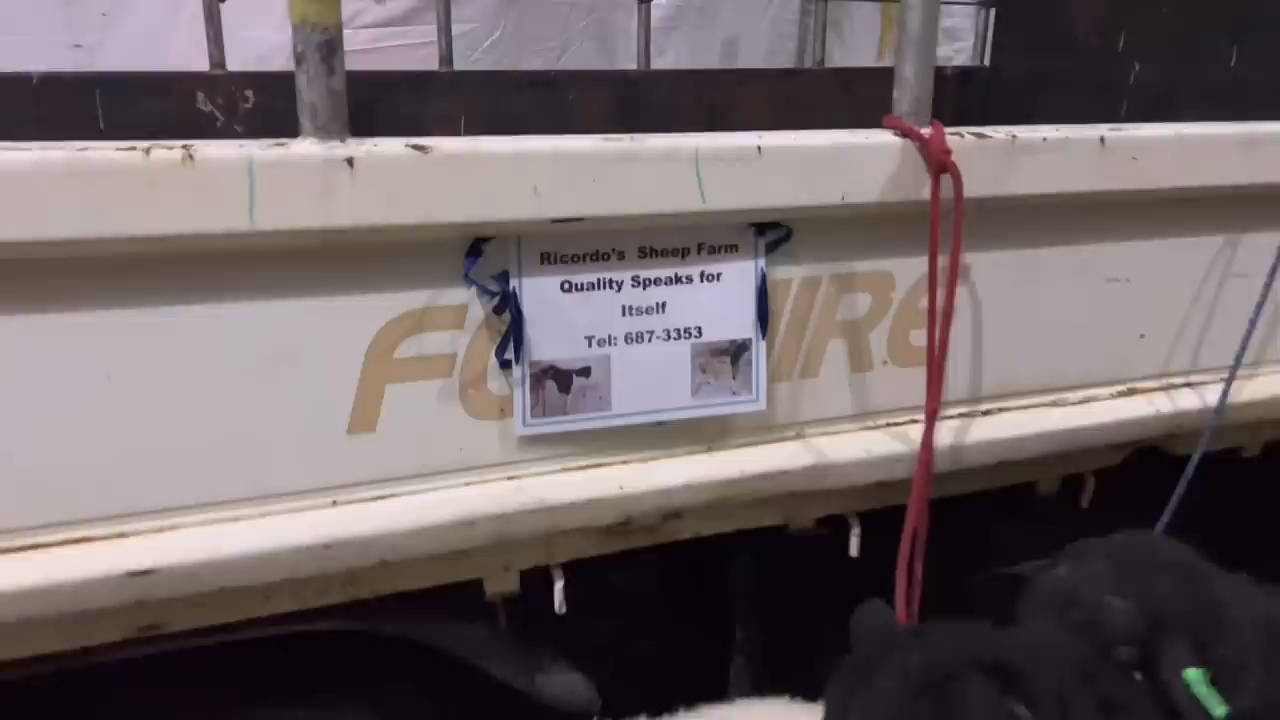 Ricordo's Sheep Farm
Quality Speaks for
Itself
Tel: 687-3353